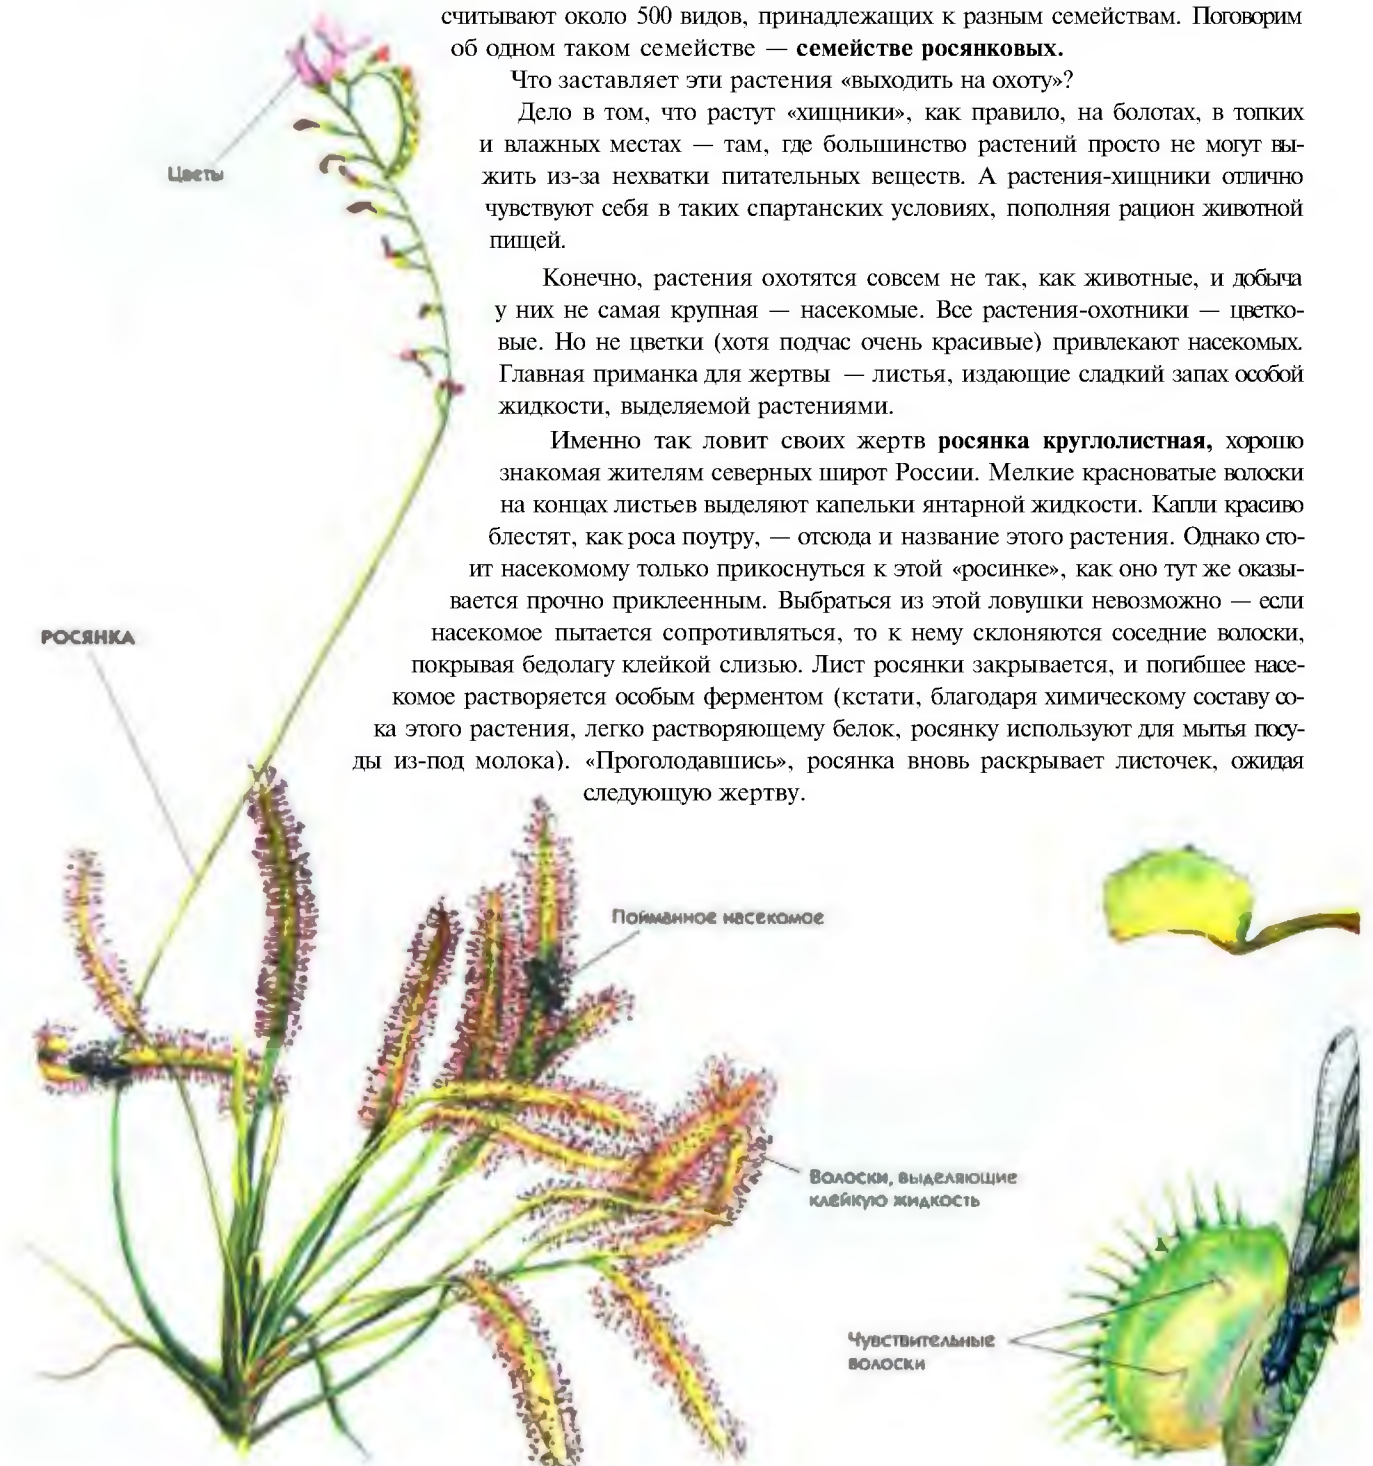 считывают около 500 видов, принадлежащих к разным семействам. Поговорим
об одном таком семействе — семействе росянковых.
Что заставляет эти растения «выходить на охоту»?
Дело в том, что растут «хищники», как правило, на болотах, в топких
и влажных местах — там, где большинство растений просто не могут вы-
жить из-за нехватки питательных веществ. А растения-хищники отлично
чувствуют себя в таких спартанских условиях, пополняя рацион животной
пищей.
Конечно, растения охотятся совсем не так, как животные, и добыча
у них не самая крупная — насекомые. Все растения-охотники — цветко-
вые. Но не цветки (хотя подчас очень красивые) привлекают насекомых.
Главная приманка для жертвы — листья, издающие сладкий запах особой
жидкости, выделяемой растениями.
Именно так ловит своих жертв росянка круглолистная, хорошо
знакомая жителям северных широт России. Мелкие красноватые волоски
на концах листьев выделяют капельки янтарной жидкости. Капли красиво
блестят, как роса поутру, — отсюда и название этого растения. Однако сто-
ит насекомому только прикоснуться к этой «росинке», как оно тут же оказы-
вается прочно приклеенным. Выбраться из этой ловушки невозможно — если
насекомое пытается сопротивляться, то к нему склоняются соседние волоски,
покрывая бедолагу клейкой слизью. Лист росянки закрывается, и погибшее насе-
комое растворяется особым ферментом (кстати, благодаря химическому составу со-
ка этого растения, легко растворяющему белок, росянку используют для мытья посу-
ды из-под молока). «Проголодавшись», росянка вновь раскрывает листочек, ожидая
следующую жертву.
Цветы
РОСЯНКА
Пойманное насекомое
Волоски, выделяющие
клейкую жидкость
Чувствительные
волоски